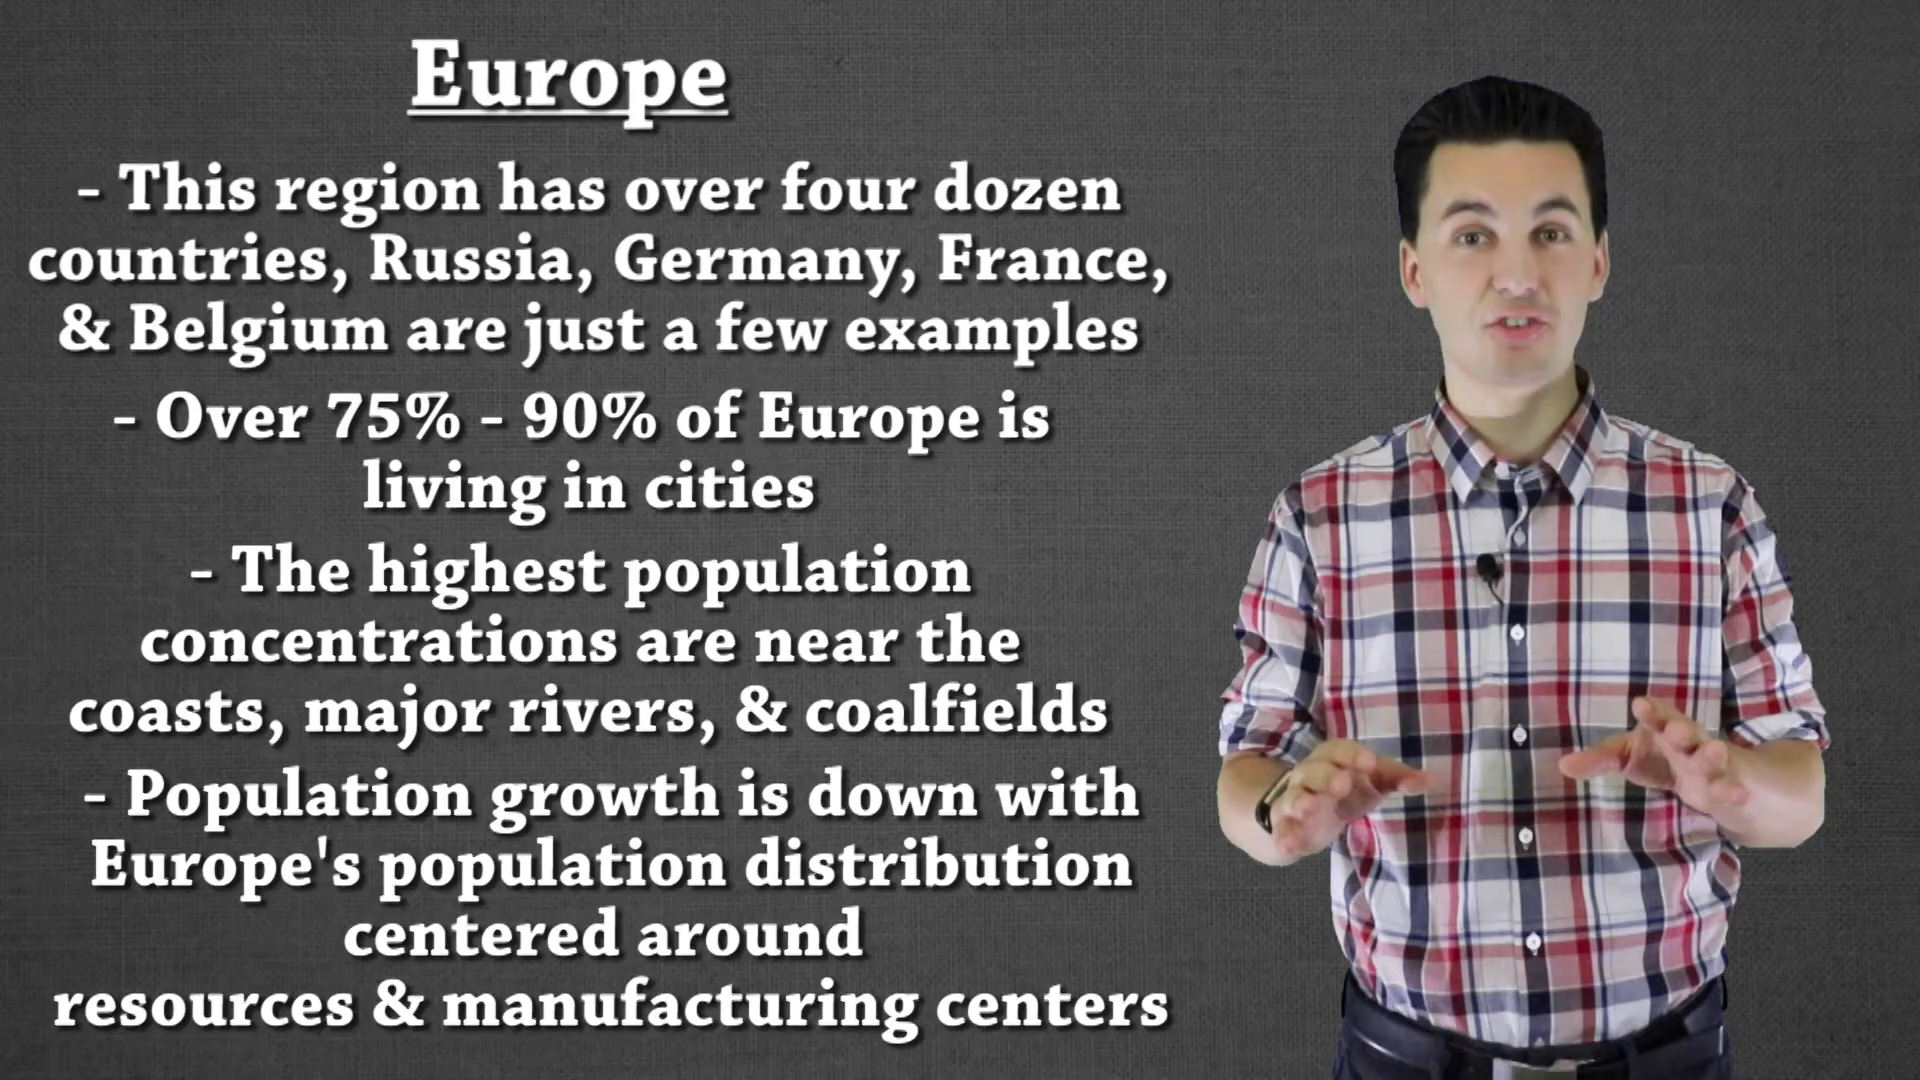 Europe
- This region has over four dozen
countries, Russia, Germany, France,
& Belgium are just a few examples
- Over 75% - 90% of Europe is
living in cities
- The highest population
concentrations are near the
coasts, major rivers, & coalfields
- Population growth is down with
Europe's population distribution
centered around
resources & manufacturing centers